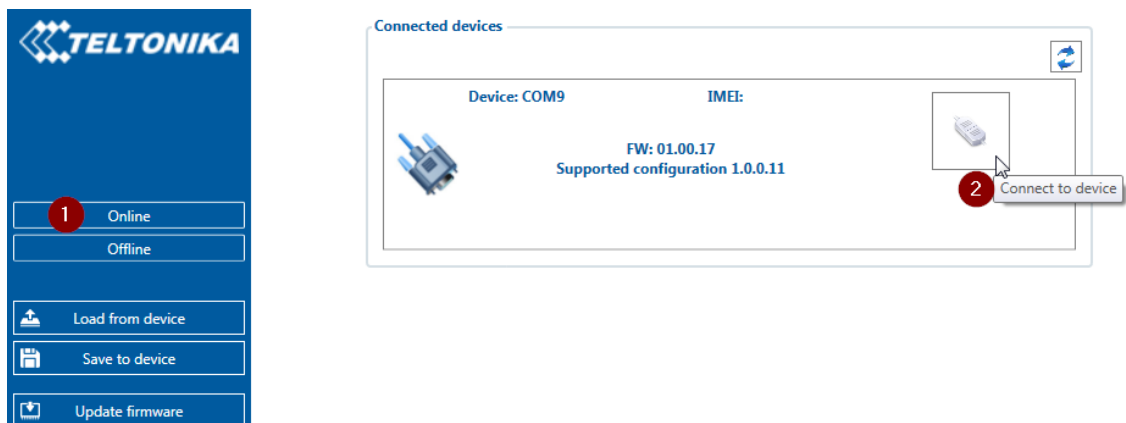 TELTONIKA
1 Online
Offline
Load from device
Save to device
Update firmware
Connected devices
Device: COM9 IMEI:
FW: 01.00.17
Supported configuration 1.0.0.11
2 Connect to device